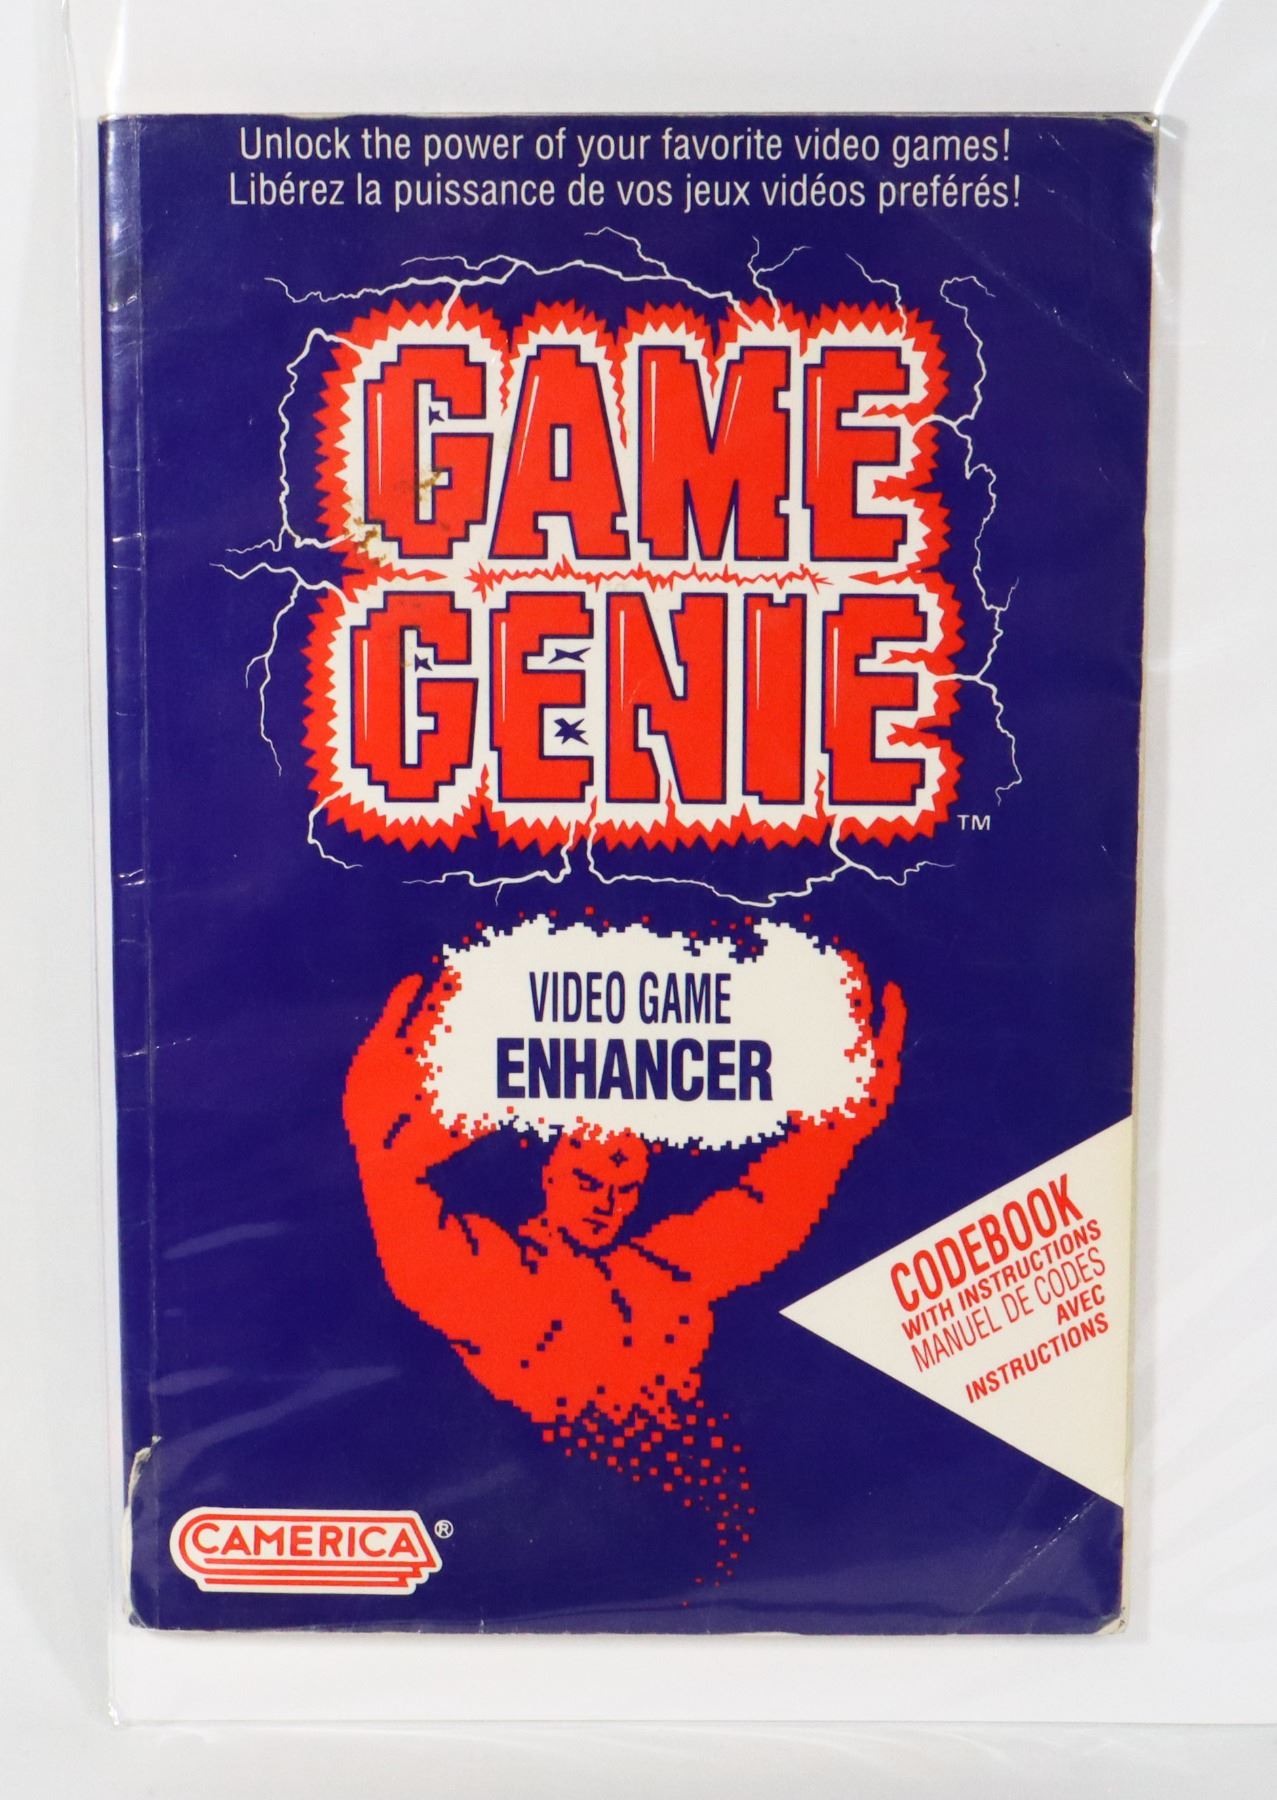 Unlock the power of your favorite video games!
Libérez la puissance de vos jeux vidéos preférés!
GAME
GENIE
TM
VIDEO GAME
ENHANCER
CODEBOOK
WITH INSTRUCTIONS
MANUEL DE CODES
AVEC
INSTRUCTIONS
CAMERICA®